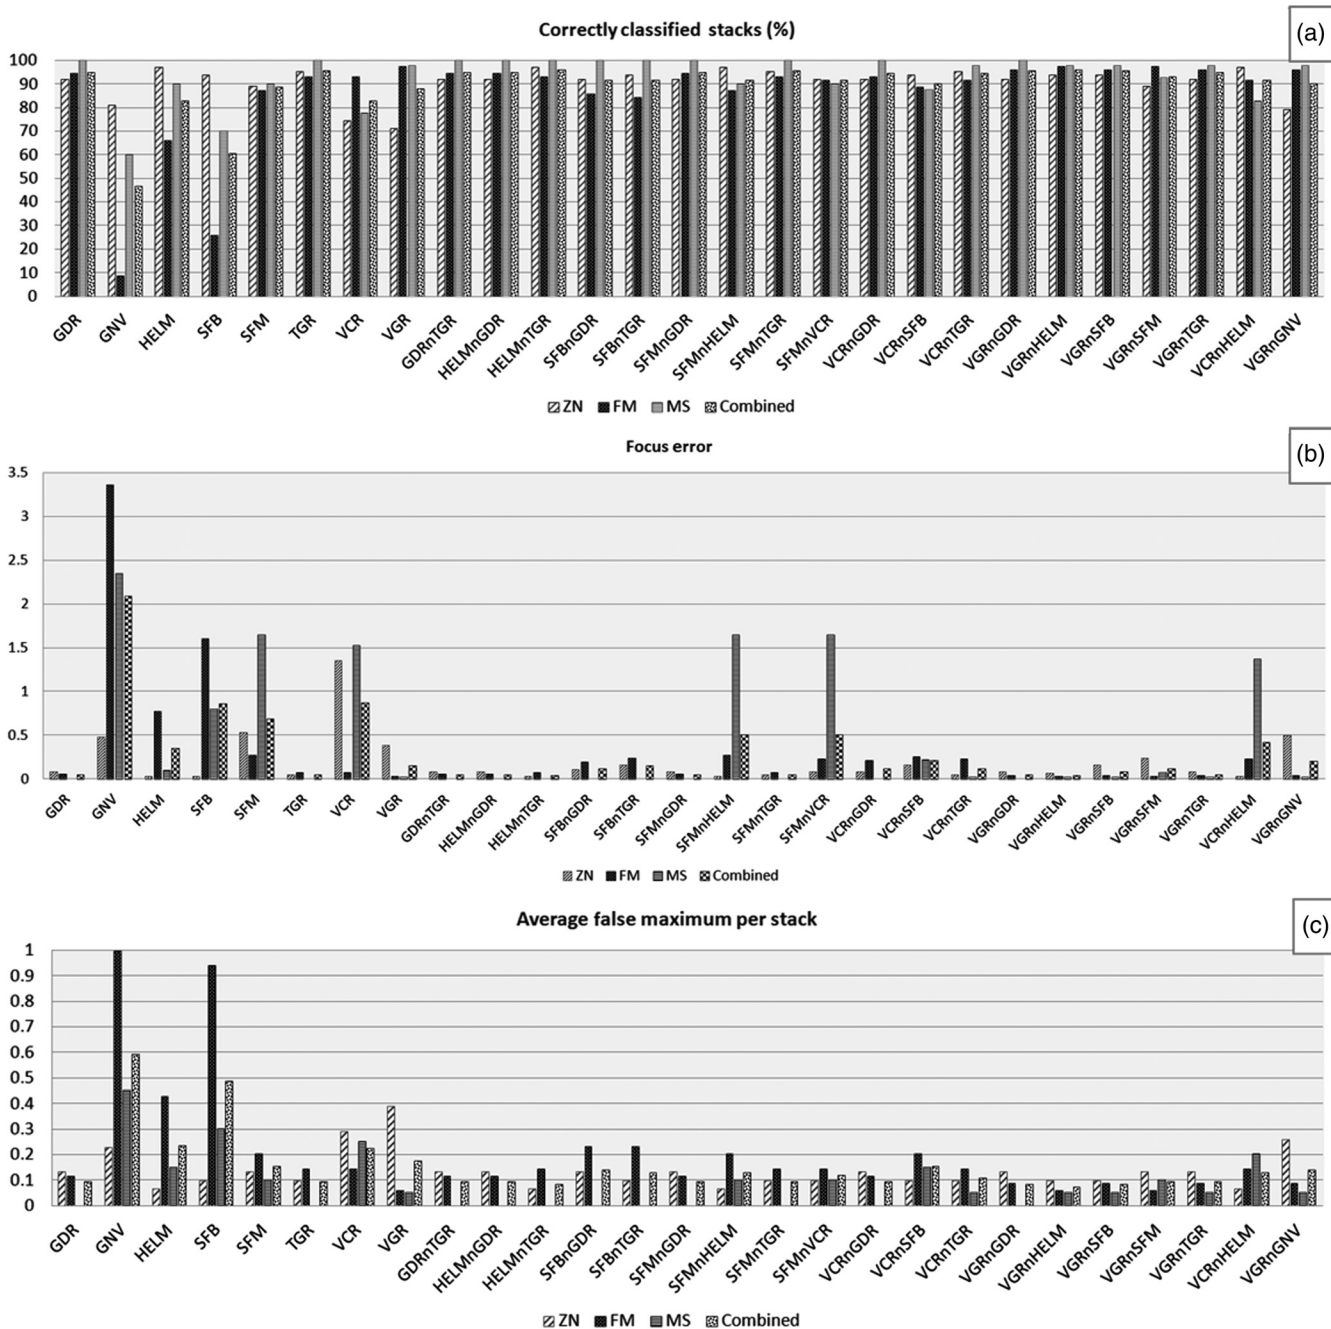 Correctly classified stacks (%)
(a)
100
90
80
70
60
50
40
30
20
10
0
GDR GNV HELM SFB SFM TGR VCR VGR GDRnTGR HELMnGDR HELMnTGR SFBnGDR SFBnTGR SFMnGDR SFMnHELM SFMnTGR SFMnVCR VCRnGDR VCRnSFB VCRnTGR VGRnGDR VGRnHELM VGRnSFB VGRnSFM VGRnTGR VCRnHELM VGRnGNV
ZN FM MS Combined
Focus error
(b)
3.5
3
2.5
2
1.5
1
0.5
0
GDR GNV HELM SFB SFM TGR VCR VGR GDRnTGR HELMnGDR HELMnTGR SFBnGDR SFBnTGR SFMnGDR SFMnHELM SFMnTGR SFMnVCR VCRnGDR VCRnSFB VCRnTGR VGRnGDR VGRnHELM VGRnSFB VGRnSFM VGRnTGR VCRnHELM VGRnGNV
ZN FM MS Combined
Average false maximum per stack
(c)
1
0.9
0.8
0.7
0.6
0.5
0.4
0.3
0.2
0.1
0
GDR GNV HELM SFB SFM TGR VCR VGR GDRnTGR HELMnGDR HELMnTGR SFBnGDR SFBnTGR SFMnGDR SFMnHELM SFMnTGR SFMnVCR VCRnGDR VCRnSFB VCRnTGR VGRnGDR VGRnHELM VGRnSFB VGRnSFM VGRnTGR VCRnHELM VGRnGNV
ZN FM MS Combined